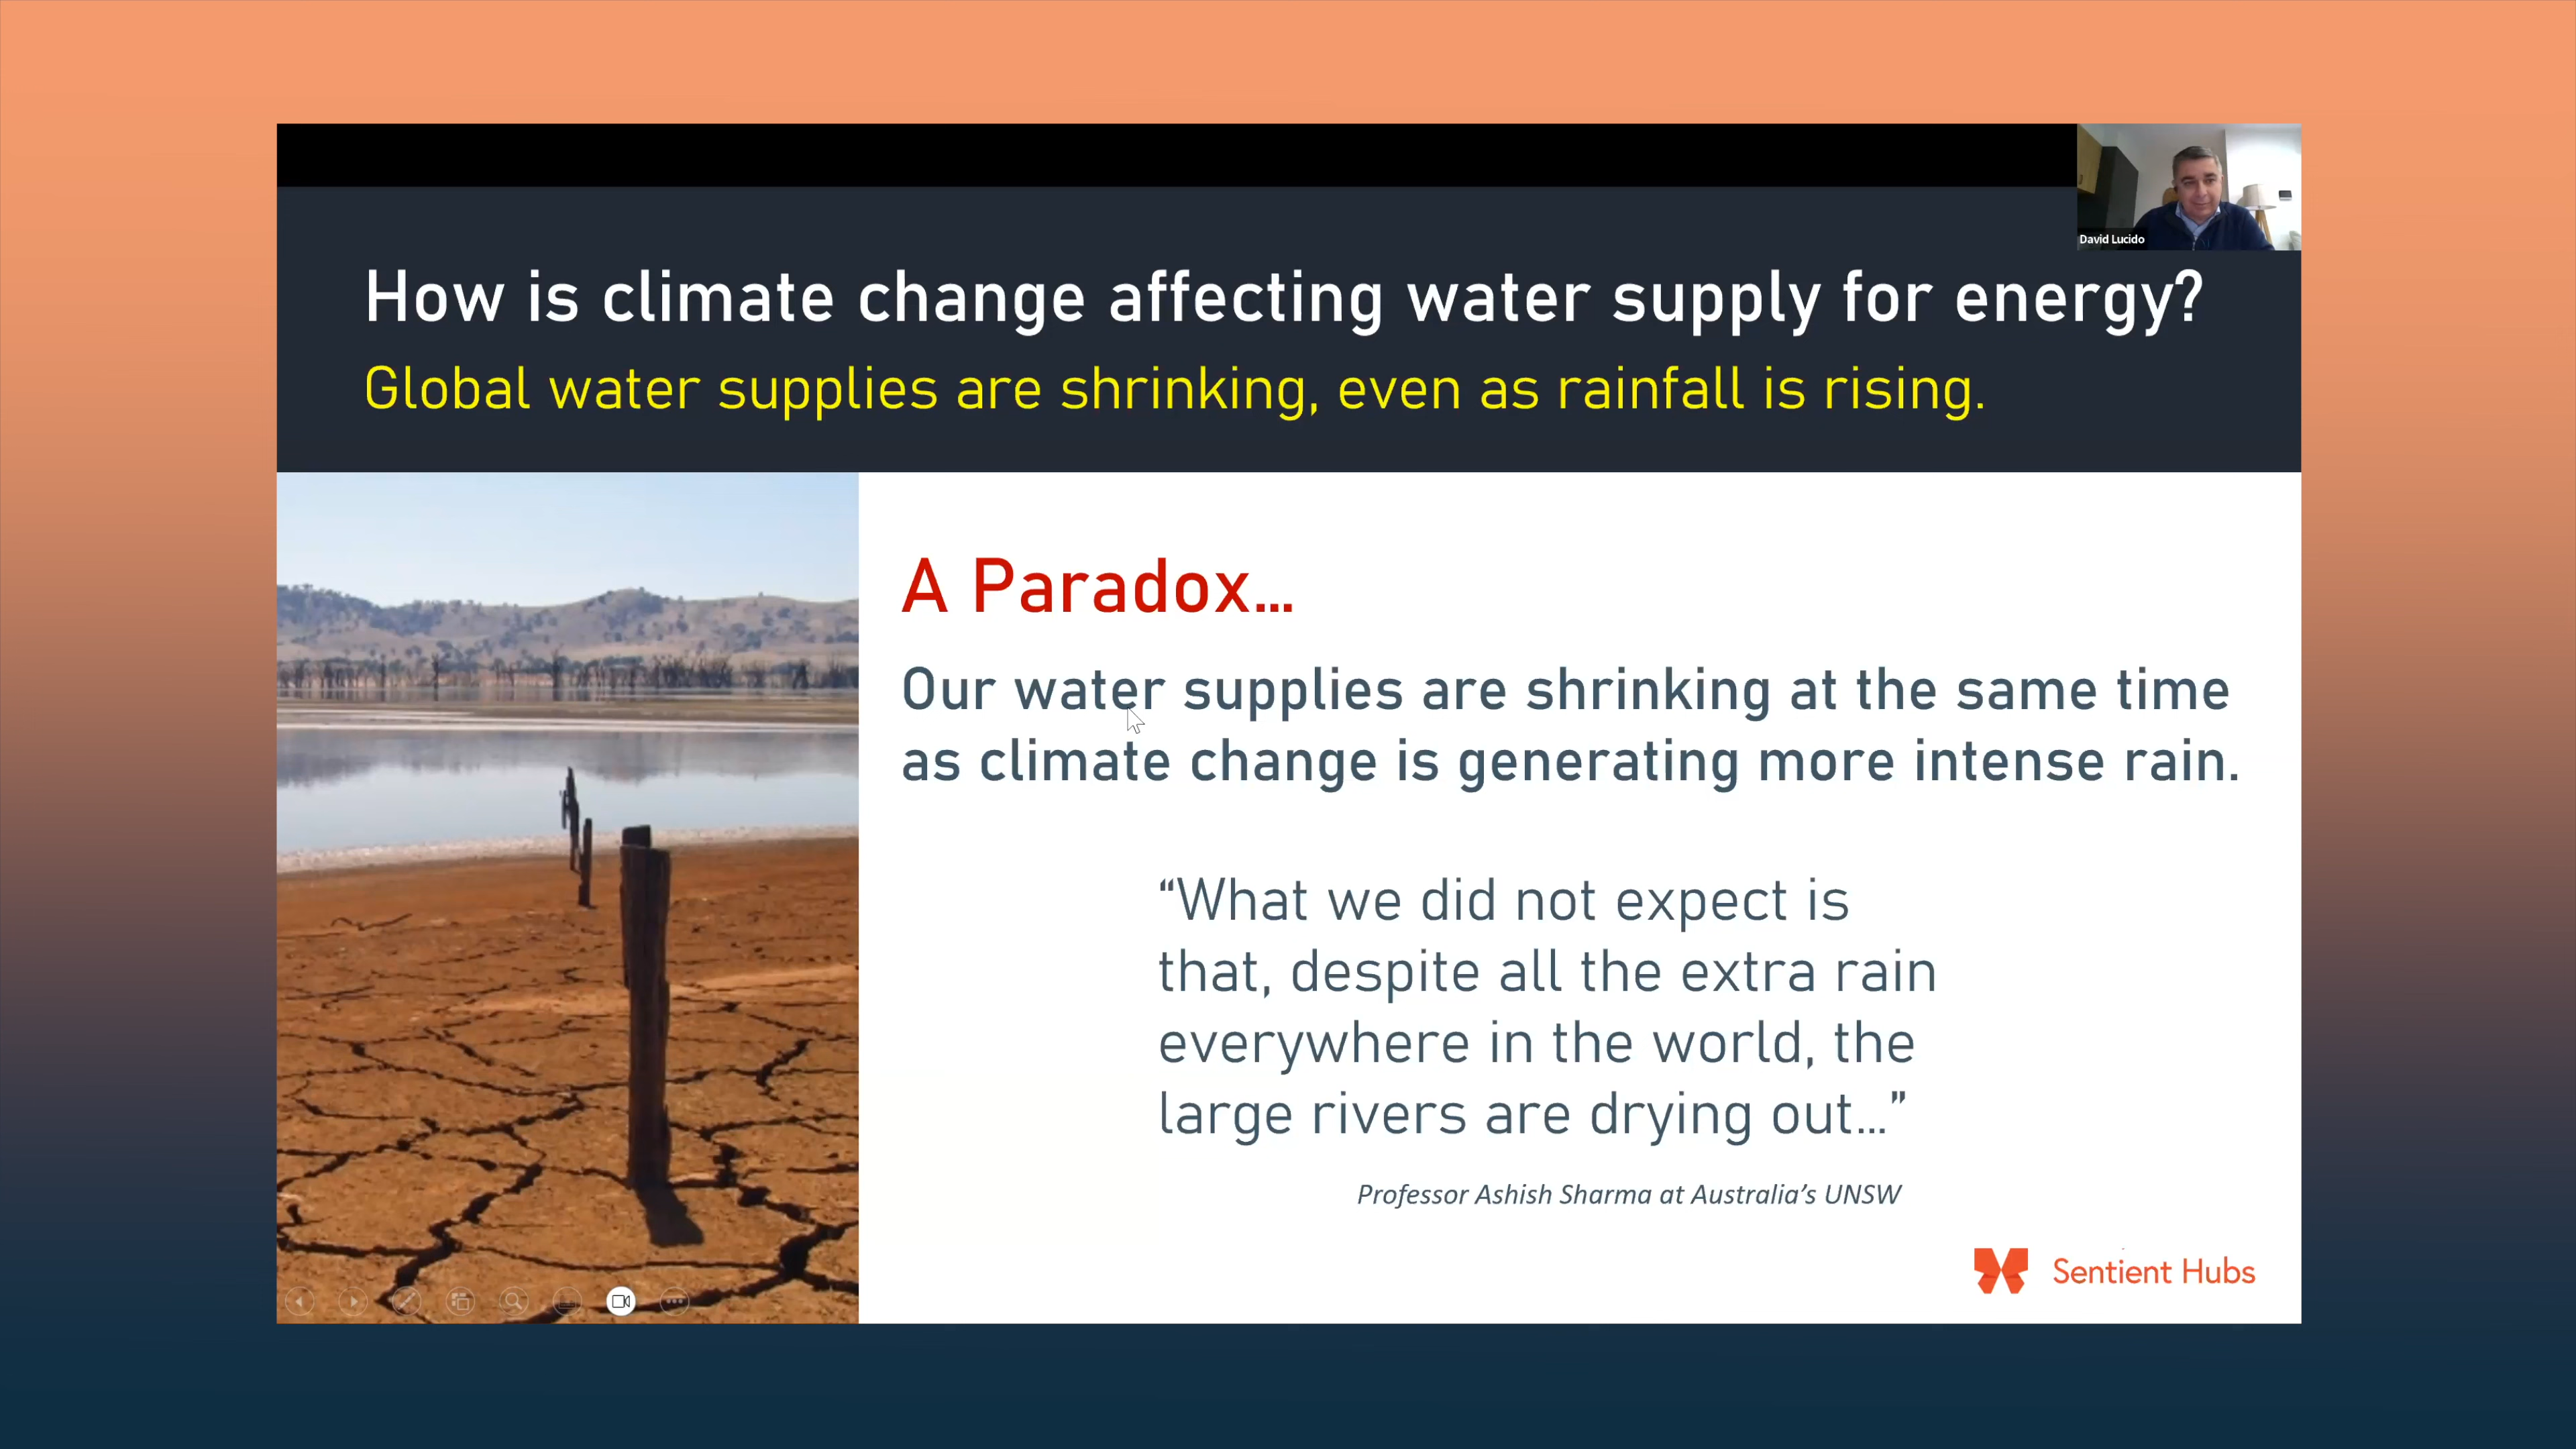 David Lucido
How is climate change affecting water supply for energy?
Global water supplies are shrinking, even as rainfall is rising.
A Paradox...
Our water supplies are shrinking at the same time
as climate change is generating more intense rain.
“What we did not expect is
that, despite all the extra rain
everywhere in the world, the
large rivers are drying out...”
Professor Ashish Sharma at Australia’s UNSW
Sentient Hubs